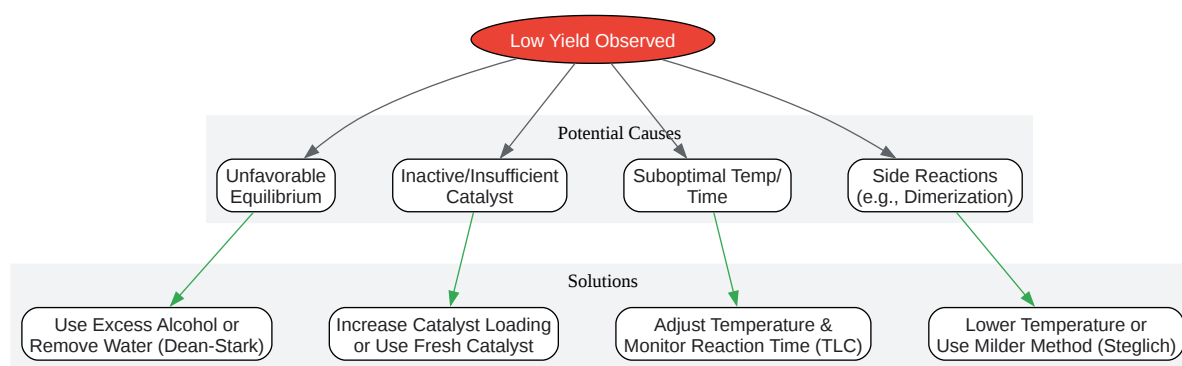 Low Yield Observed
Potential Causes
Unfavorable
Equilibrium
Inactive/Insufficient
Catalyst
Suboptimal Temp/
Time
Side Reactions
(e.g., Dimerization)
Solutions
Use Excess Alcohol or
Remove Water (Dean-Stark)
Increase Catalyst Loading
or Use Fresh Catalyst
Adjust Temperature &
Monitor Reaction Time (TLC)
Lower Temperature or
Use Milder Method (Steglich)